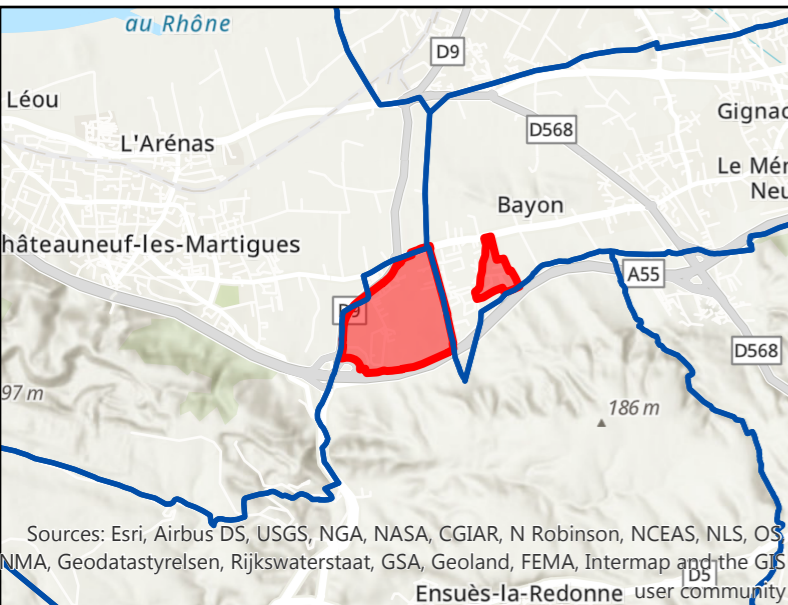 au Rhône
D9
Léou
Gignac
D568
L'Arénas
Le Mér
Neu
Bayon
hâteauneuf-les-Martigues
A55
D9
D568
97 m
186 m
Sources: Esri, Airbus DS, USGS, NGA, NASA, CGIAR, N Robinson, NCEAS, NLS, OS,
NMA, Geodatastyrelsen, Rijkswaterstaat, GSA, Geoland, FEMA, Intermap and the GIS
D5
Ensuès-la-Redonne user community